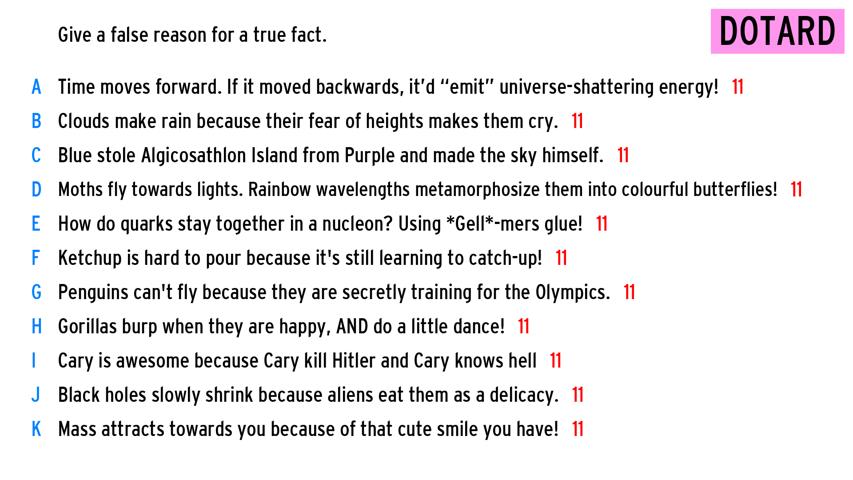 Give a false reason for a true fact.
DOTARD
A Time moves forward. If it moved backwards, it'd “emit” universe-shattering energy! 11
B Clouds make rain because their fear of heights makes them cry. 11
C Blue stole Algicosathlon Island from Purple and made the sky himself. 11
D Moths fly towards lights. Rainbow wavelengths metamorphosize them into colourful butterflies! 11
E How do quarks stay together in a nucleon? Using *Gell*-mers glue! 11
F Ketchup is hard to pour because it's still learning to catch-up! 11
G Penguins can't fly because they are secretly training for the Olympics. 11
H Gorillas burp when they are happy, AND do a little dance! 11
I Cary is awesome because Cary kill Hitler and Cary knows hell 11
J Black holes slowly shrink because aliens eat them as a delicacy. 11
K Mass attracts towards you because of that cute smile you have! 11